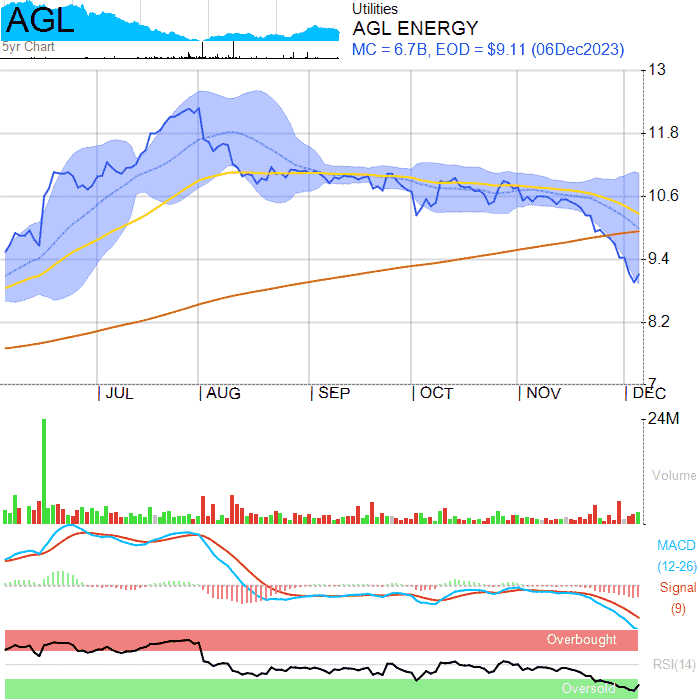 AGL
5yr Chart
Utilities
AGL ENERGY
MC = 6.7B, EOD = $9.11 (06Dec2023)
13
11.8
10.6
9.4
8.2
7
JUL
AUG
SEP
OCT
NOV
DEC
24M
Volume
MACD
(12-26)
Signal
(9)
Overbought
RSI(14)
Oversold